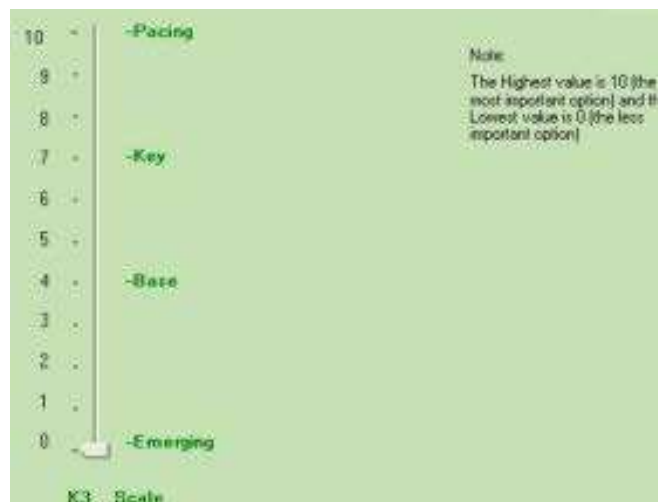 10 -Pacing
9
8
7 -Key
6
5
4 -Base
3
2
1
0 -Emerging
K3 Scale
Note:
The Highest value is 10 (the
most important option) and th
Lowest value is 0 (the less
important option)